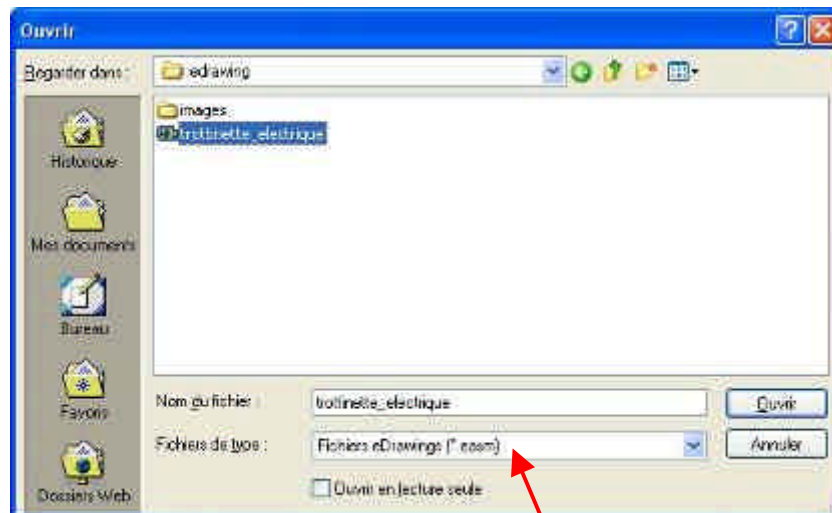 Ouvrir
Regarder dans :
edrawing
images
trottinette_electrique
Historique
Mes documents
Bureau
Favoris
Dossiers Web
Nom du fichier :
trottinette_electrique
Ouvrir
Fichiers de type :
Fichiers eDrawings (*.easm)
Annuler
Ouvrir en lecture seule